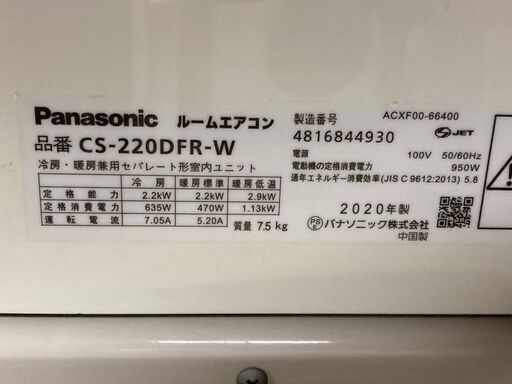 Panasonic ルームエアコン
品番 CS-220DFR-W
冷房・暖房兼用セパレート形室内ユニット
冷房 暖房標準 暖房低温
定格能力 2.2kW 2.2kW 2.9kW
定格消費電力 635W 470W 1.13kW
運転電流 7.05A 5.20A
質量 7.5kg
ACXF00-66400
製造番号
4816844930
JET
電源 100V 50/60Hz
電動機の定格消費電力 950W
通年エネルギー消費効率(JIS C 9612:2013) 5.8
2020年製
PS E パナソニック株式会社
中国製